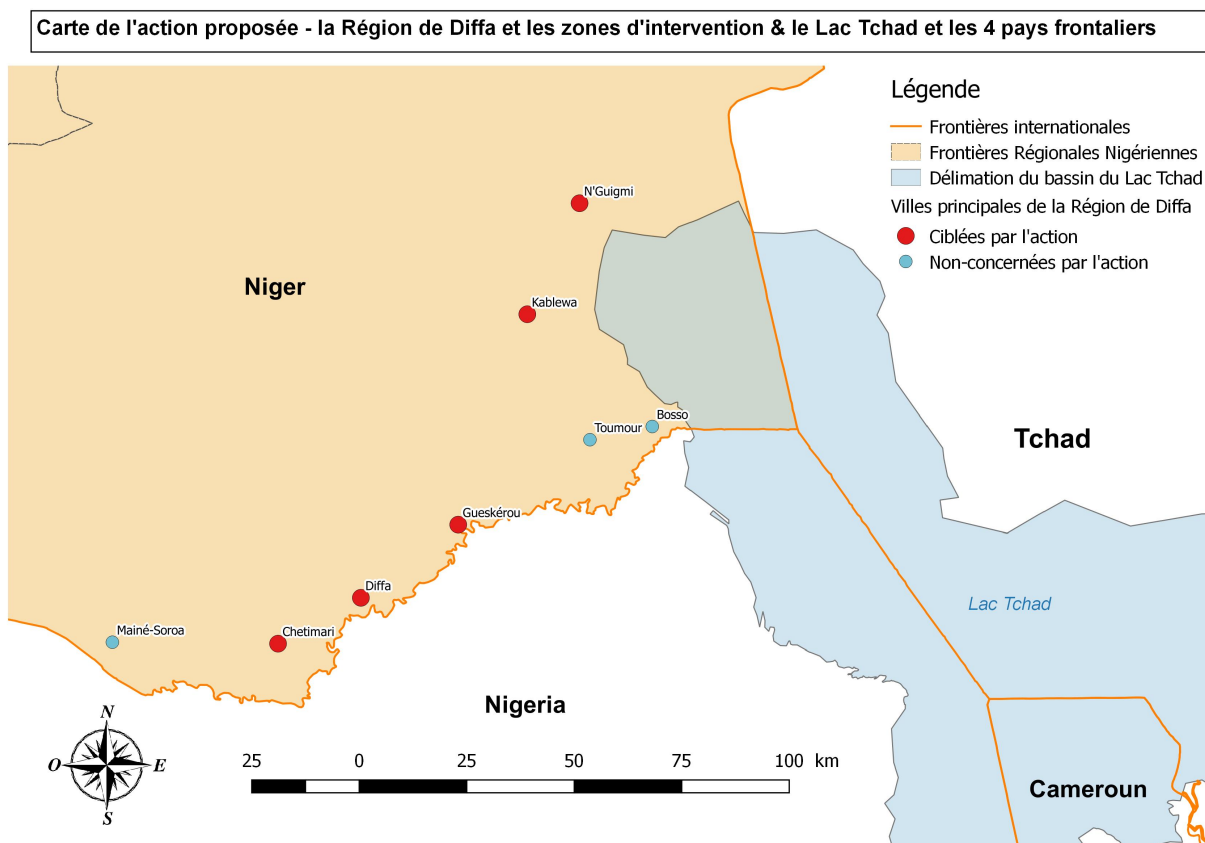 Carte de l'action proposée - la Région de Diffa et les zones d'intervention & le Lac Tchad et les 4 pays frontaliers
Légende
Frontières internationales
Frontières Régionales Nigériennes
Délimation du bassin du Lac Tchad
Villes principales de la Région de Diffa
Ciblées par l'action
Non-concernées par l'action
N'Guigmi
Niger
Kablewa
Bosso
Toumour
Tchad
Gueskérou
Diffa
Lac Tchad
Mainé-Soroa
Chetimari
Nigeria
N
O
E
S
25 0 25 50 75 100 km
Cameroun